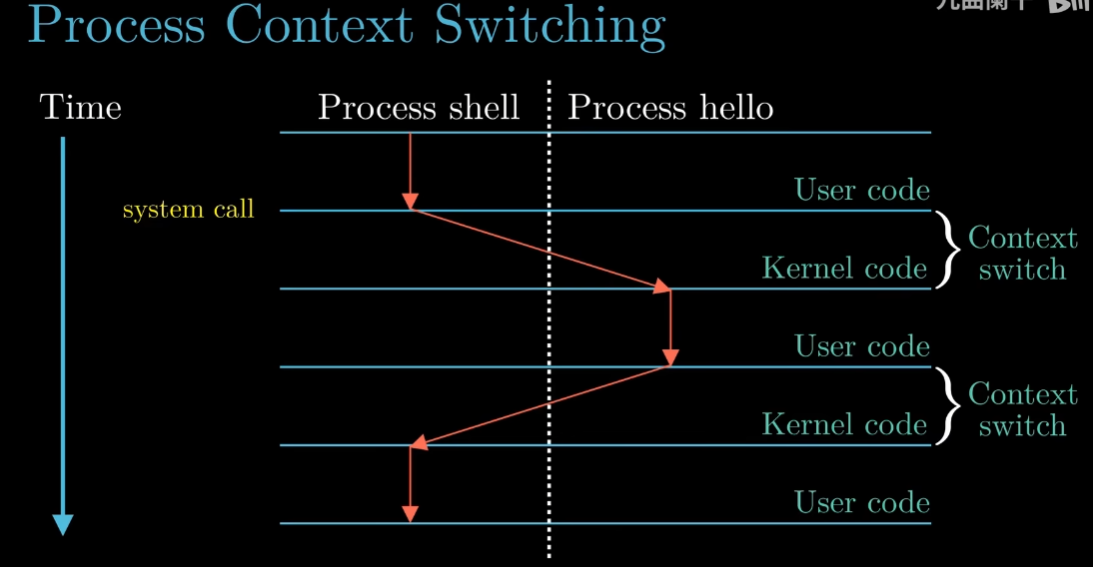 Process Context Switching
Time
Process shell
Process hello
User code
system call
Context
switch
Kernel code
User code
Context
switch
Kernel code
User code